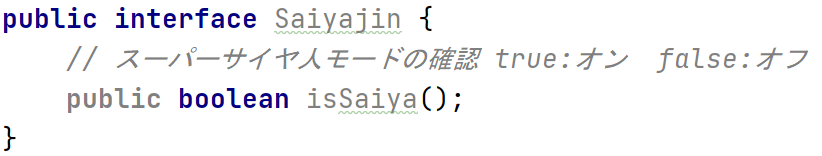 public interface Saiyajin {
// スーパーサイヤ人モードの確認 true:オン  false:オフ
public boolean isSaiya();
}